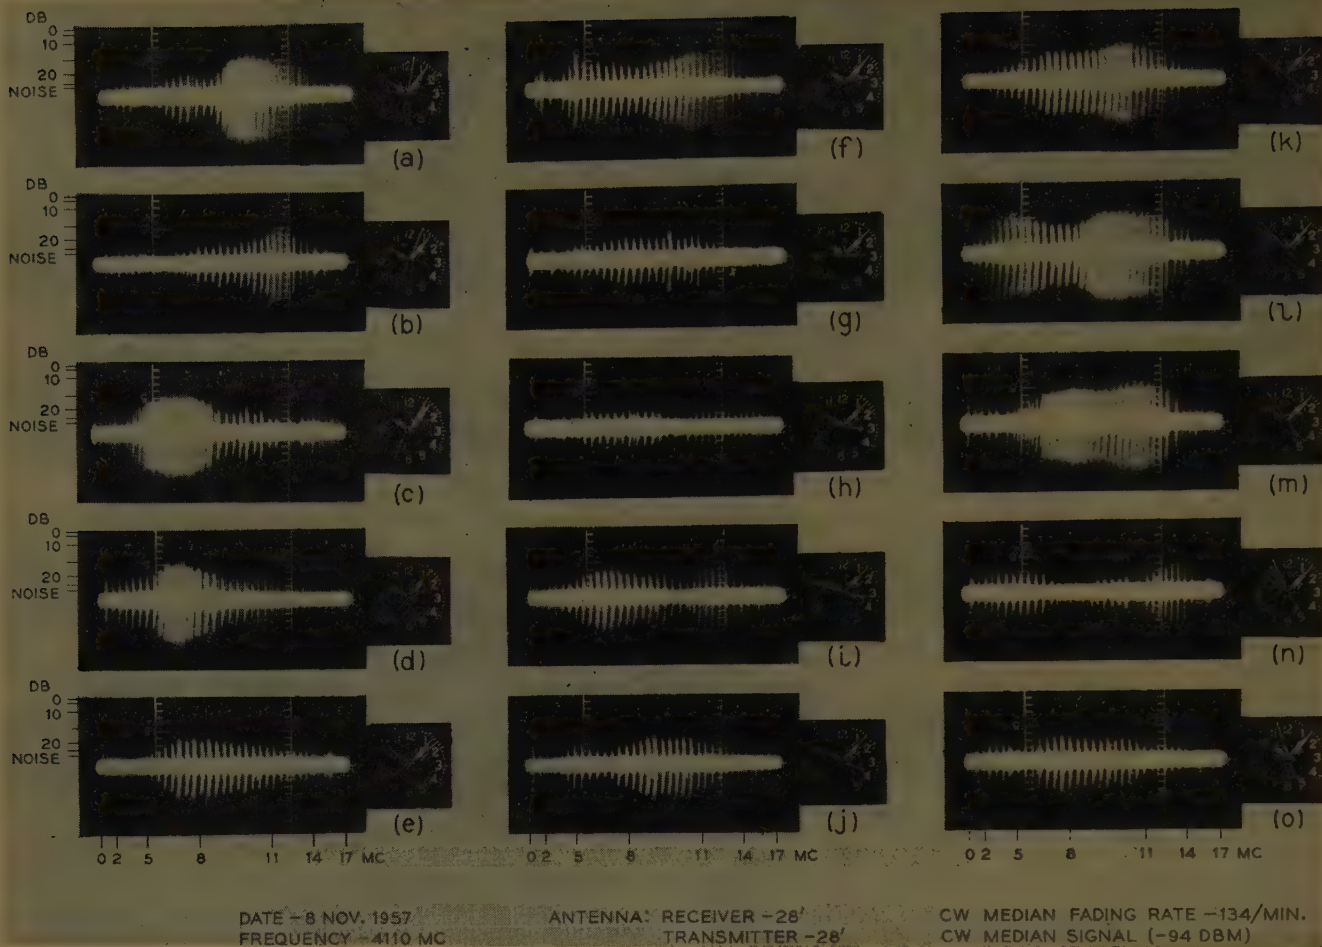 DB
0
10
20
NOISE
(a)
(f)
(k)
DB
0
10
20
NOISE
(b)
(g)
(l)
DB
0
10
20
NOISE
(c)
(h)
(m)
DB
0
10
20
NOISE
(d)
(i)
(n)
DB
0
10
20
NOISE
(e)
(j)
(o)
0 2 5 8 11 14 17 MC
0 2 5 8 11 14 17 MC
0 2 5 8 11 14 17 MC
DATE - 8 NOV. 1957
FREQUENCY - 4110 MC
ANTENNA: RECEIVER - 28'
TRANSMITTER - 28'
CW MEDIAN FADING RATE - 134/MIN.
CW MEDIAN SIGNAL (-94 DBM)